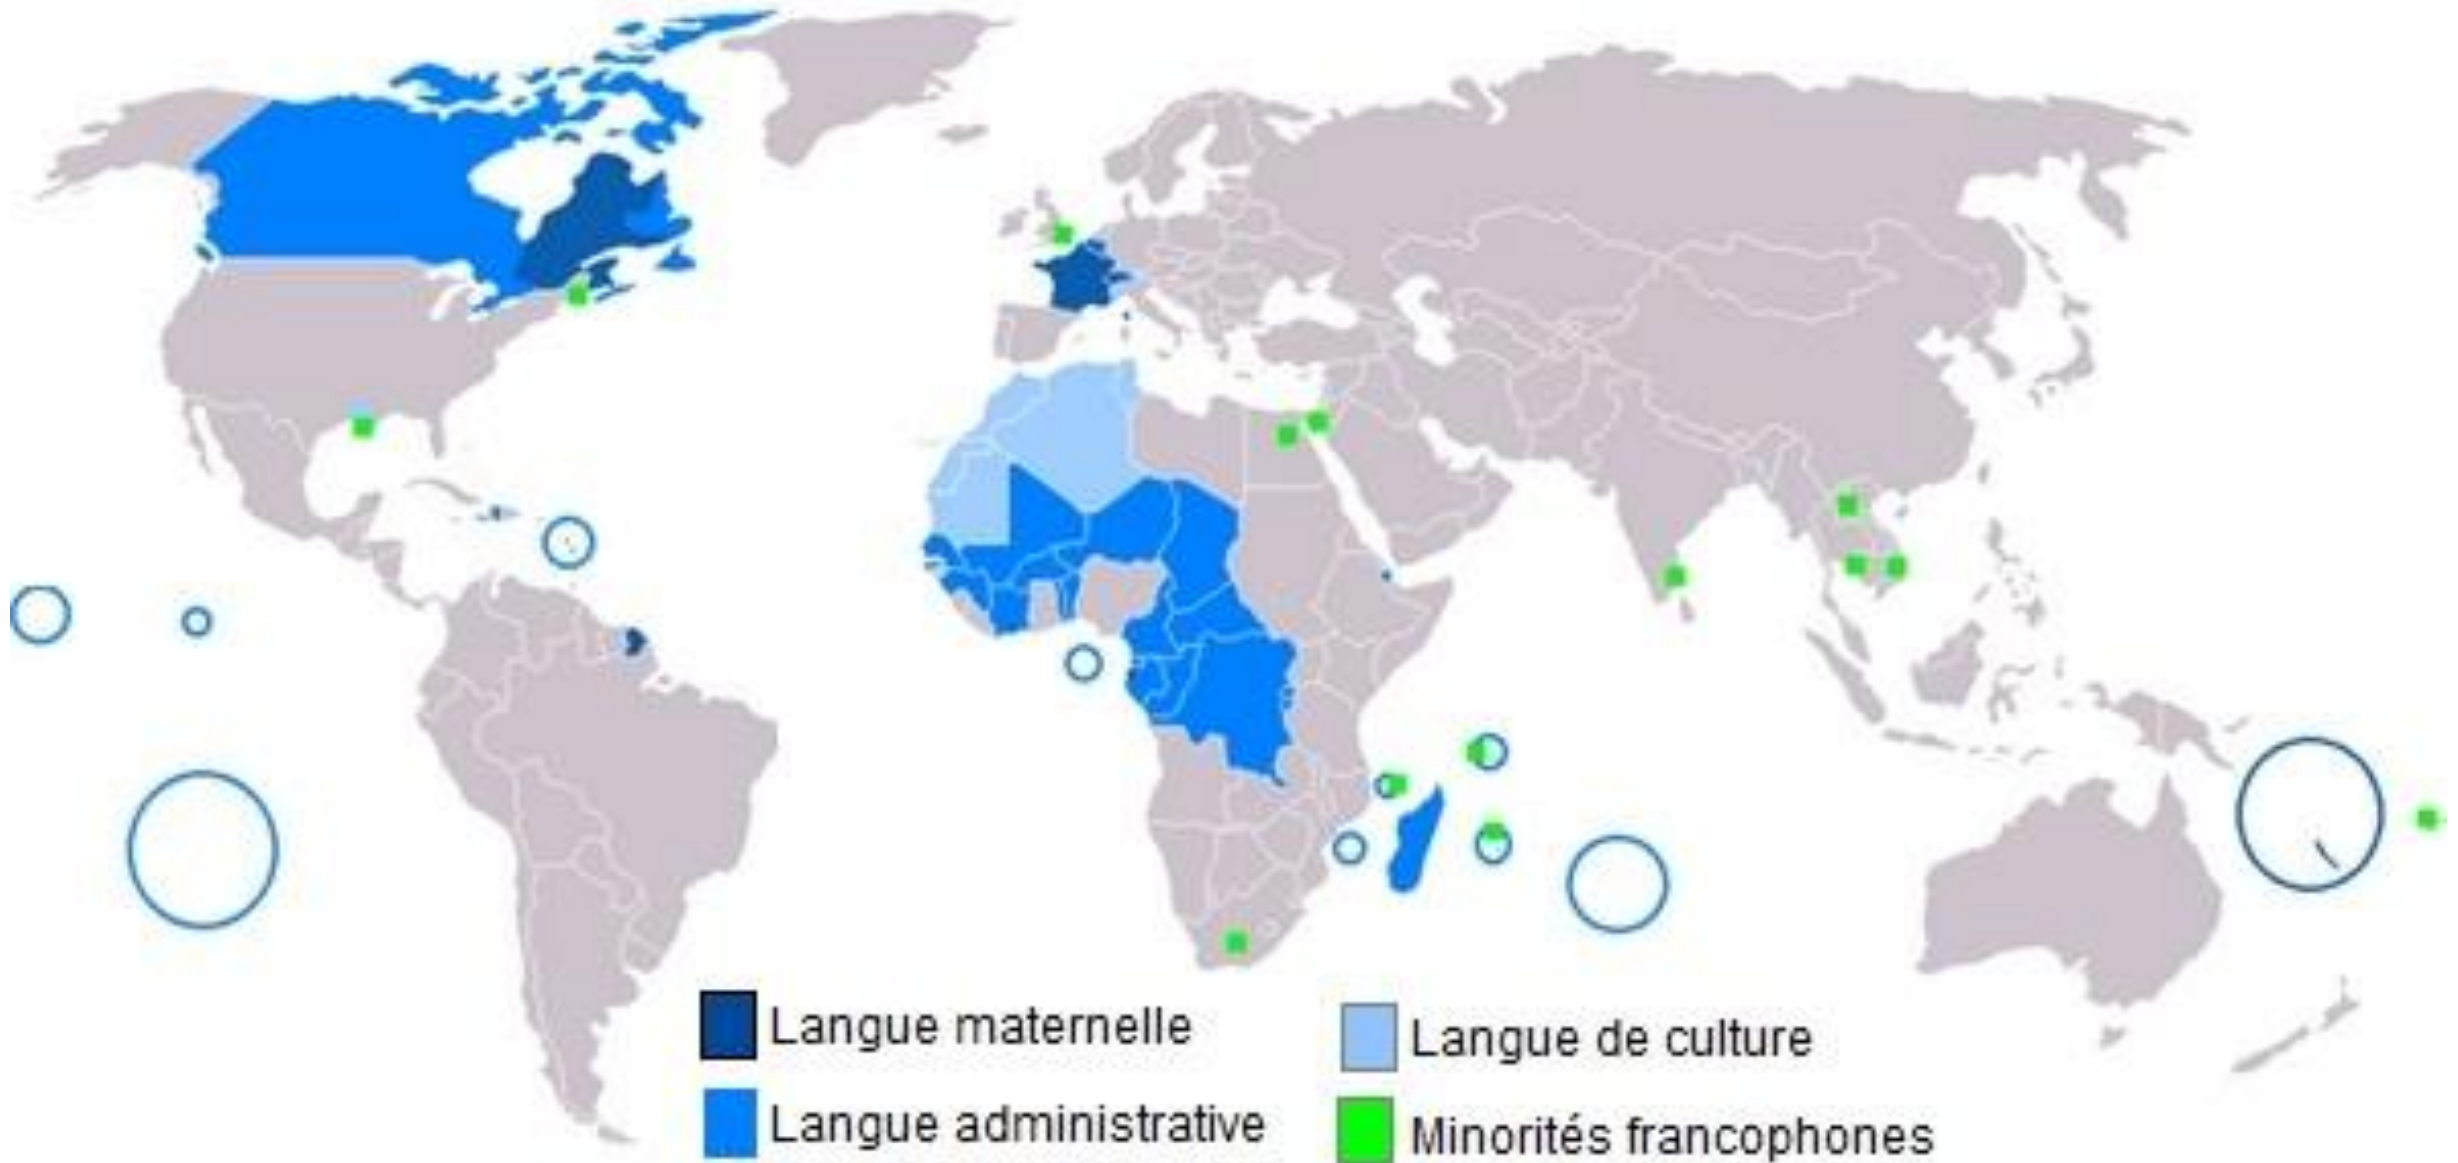 Langue maternelle
Langue administrative
Langue de culture
Minorités francophones